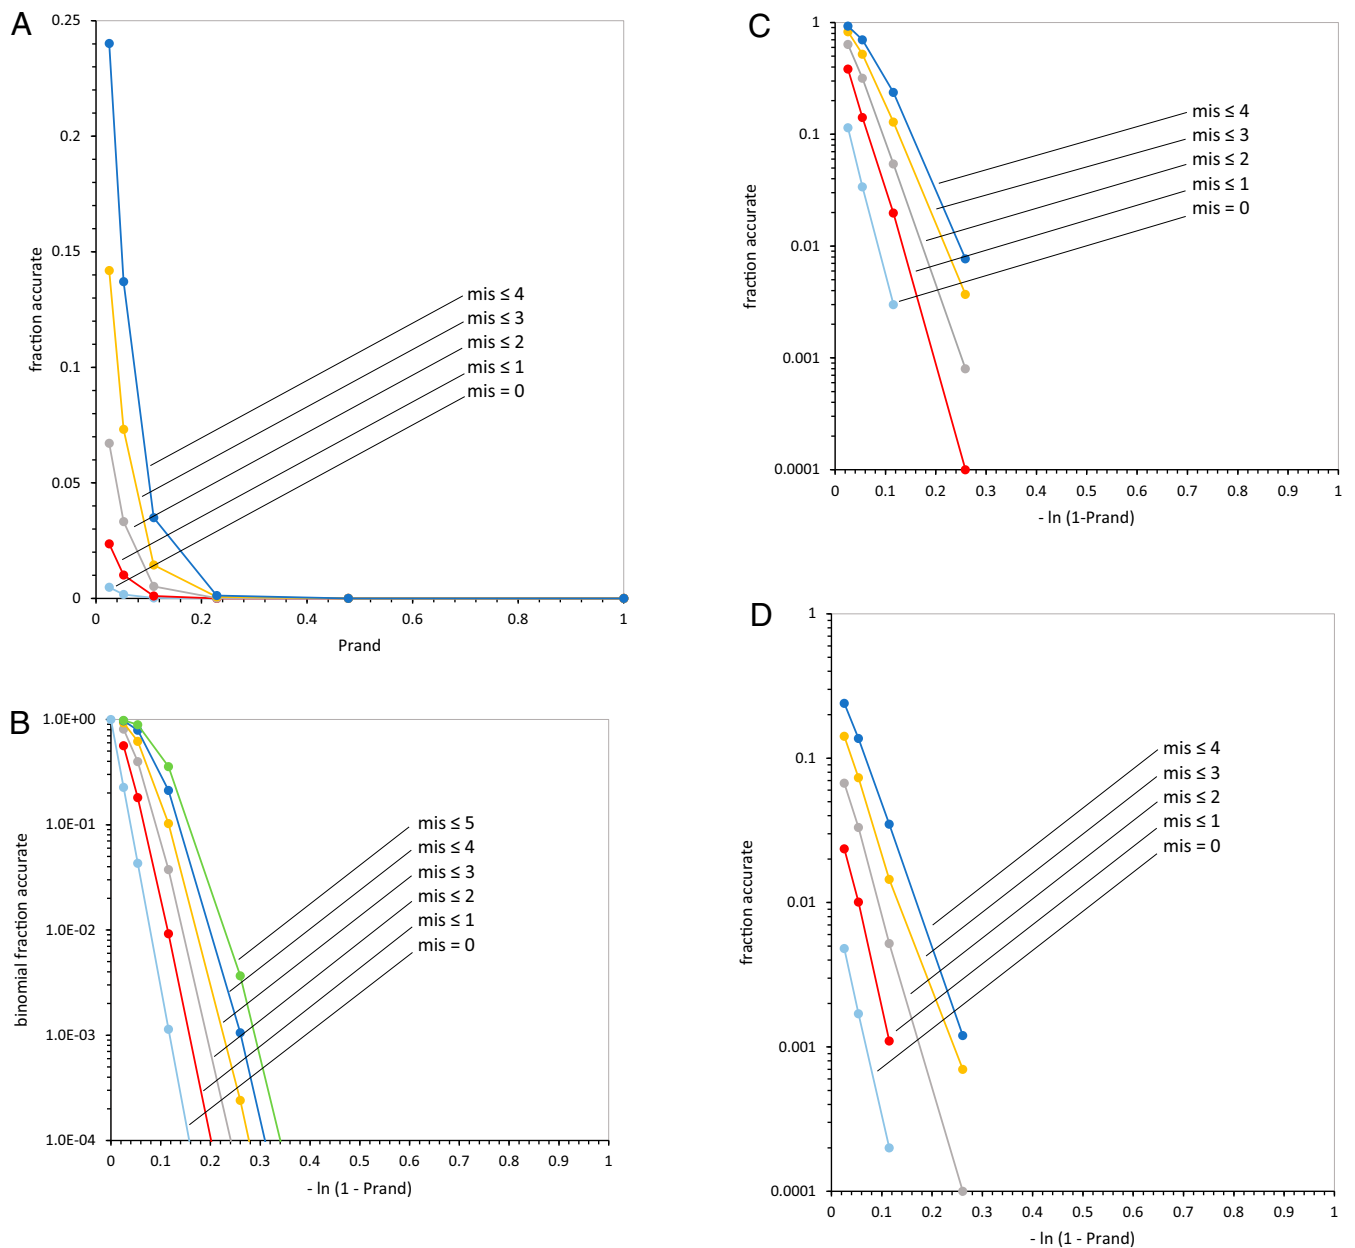 A
0.25
0.2
0.15
0.1
0.05
0
fraction accurate
mis ≤ 4
mis ≤ 3
mis ≤ 2
mis ≤ 1
mis = 0
0 0.2 0.4 0.6 0.8 1
Prand
B
1.0E+00
1.0E-01
1.0E-02
1.0E-03
1.0E-04
binomial fraction accurate
mis ≤ 5
mis ≤ 4
mis ≤ 3
mis ≤ 2
mis ≤ 1
mis = 0
0 0.1 0.2 0.3 0.4 0.5 0.6 0.7 0.8 0.9 1
- ln (1 - Prand)
C
1
0.1
0.01
0.001
0.0001
fraction accurate
mis ≤ 4
mis ≤ 3
mis ≤ 2
mis ≤ 1
mis = 0
0 0.1 0.2 0.3 0.4 0.5 0.6 0.7 0.8 0.9 1
- ln (1-Prand)
D
1
0.1
0.01
0.001
0.0001
fraction accurate
mis ≤ 4
mis ≤ 3
mis ≤ 2
mis ≤ 1
mis = 0
0 0.1 0.2 0.3 0.4 0.5 0.6 0.7 0.8 0.9 1
- ln (1 - Prand)